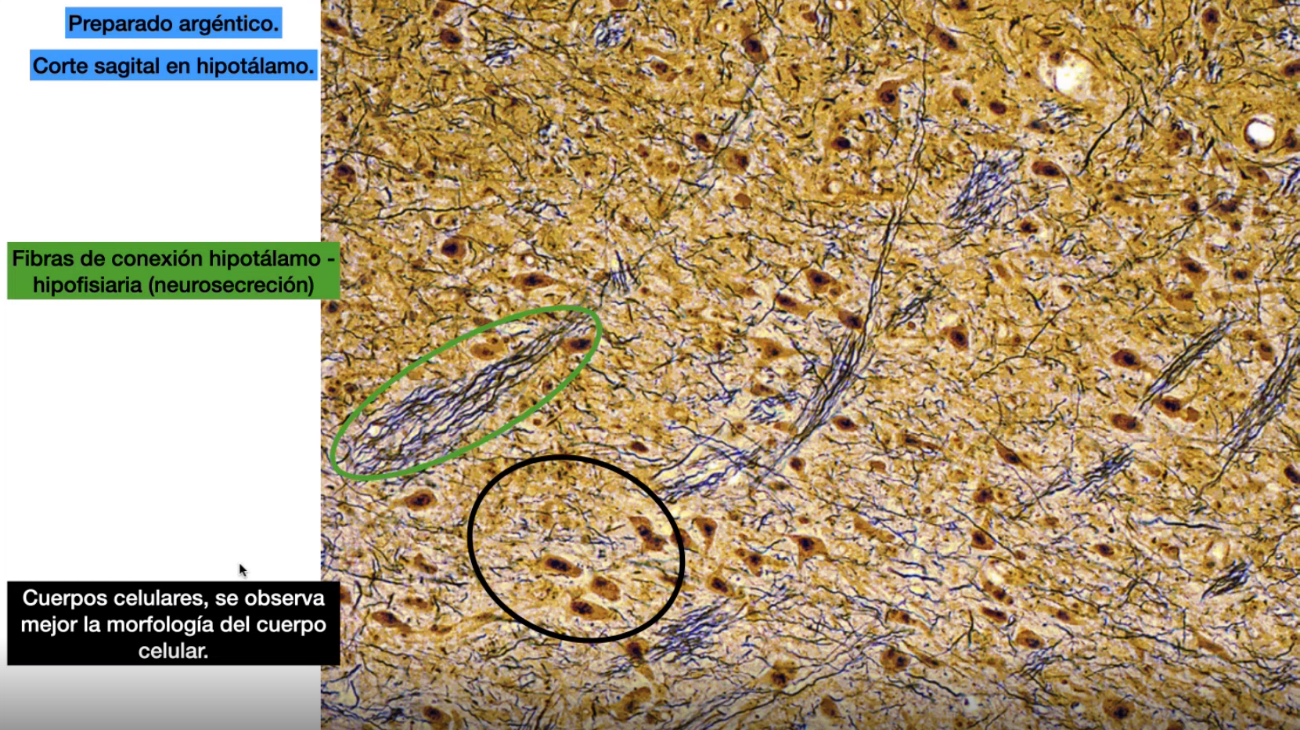 Preparado argéntico.
Corte sagital en hipotálamo.
Fibras de conexión hipotálamo -
hipofisiaria (neurosecreción)
Cuerpos celulares, se observa
mejor la morfología del cuerpo
celular.